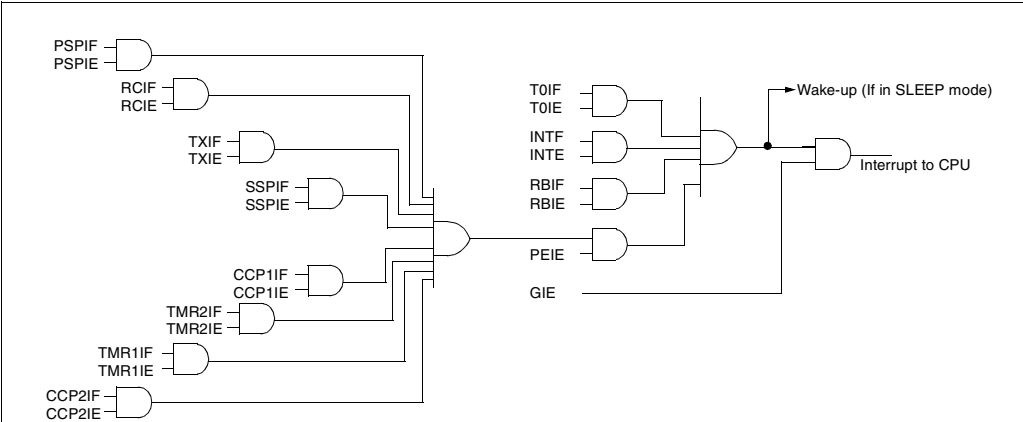 PSPIF
PSPIE
RCIF
RCIE
TXIF
TXIE
SSPIF
SSPIE
CCP1IF
CCP1IE
TMR2IF
TMR2IE
TMR1IF
TMR1IE
CCP2IF
CCP2IE
T0IF
T0IE
INTF
INTE
RBIF
RBIE
PEIE
GIE
Wake-up (If in SLEEP mode)
Interrupt to CPU